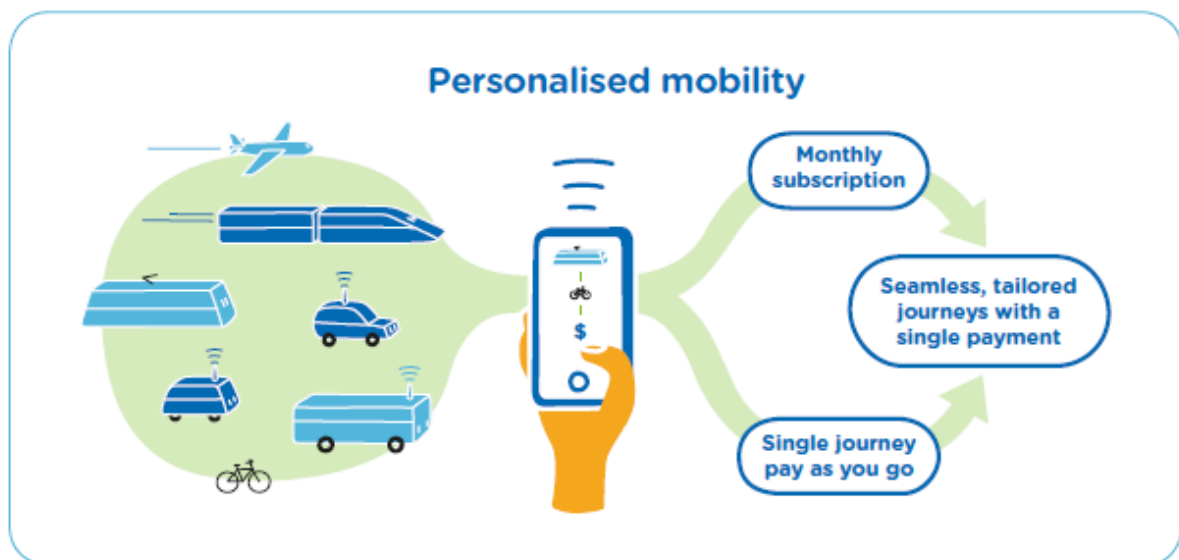 Personalised mobility
Monthly
subscription
$
Seamless, tailored
journeys with a
single payment
Single journey
pay as you go